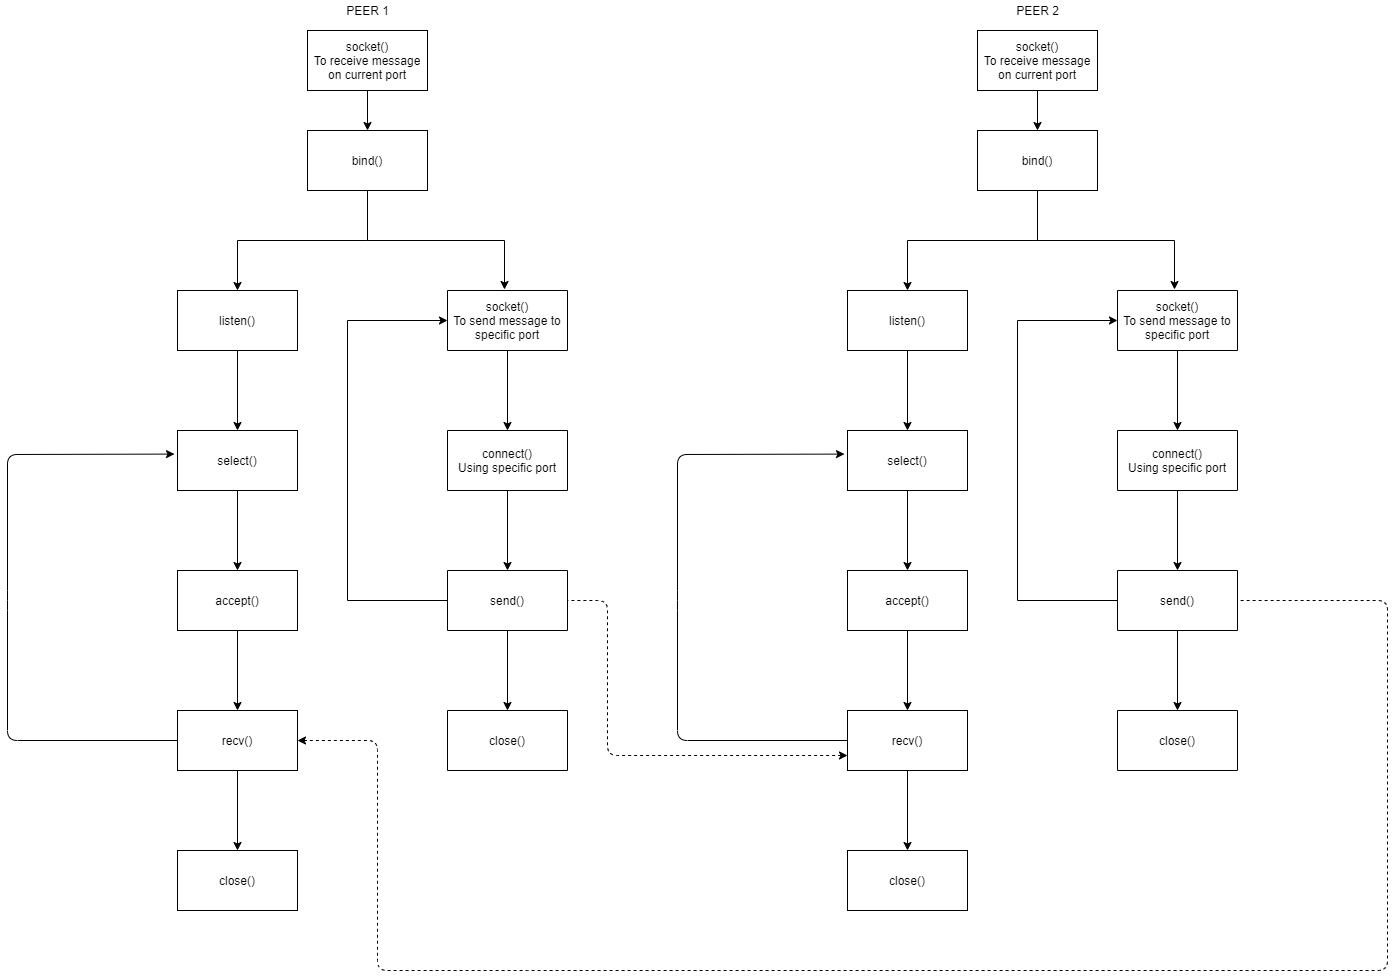 PEER 1
socket()
To receive message
on current port
bind()
listen()
socket()
To send message to
specific port
select()
connect()
Using specific port
accept()
send()
recv()
close()
close()
PEER 2
socket()
To receive message
on current port
bind()
listen()
socket()
To send message to
specific port
select()
connect()
Using specific port
accept()
send()
recv()
close()
close()